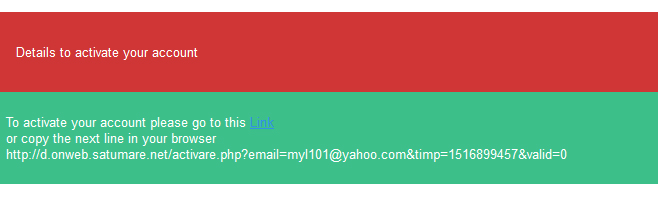 Details to activate your account
To activate your account please go to this Link
or copy the next line in your browser
http://d.onweb.satumare.net/activare.php?email=myl101@yahoo.com&timp=1516899457&valid=0